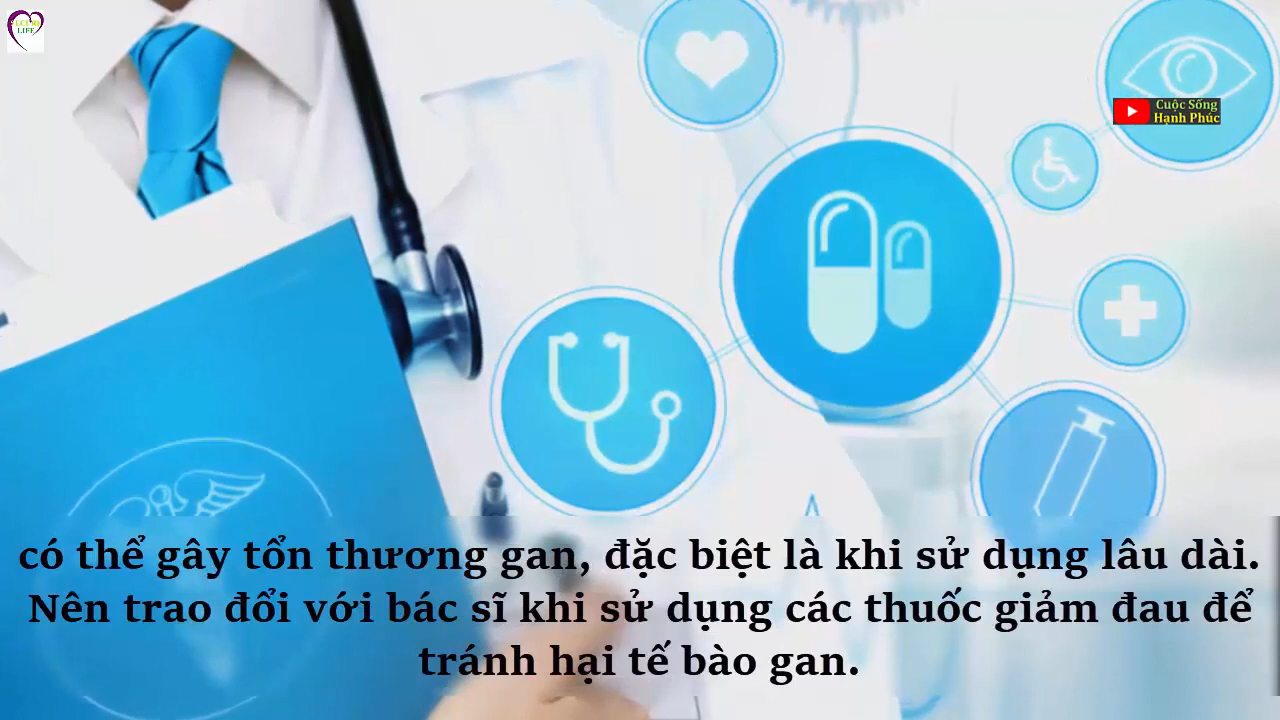 LIFE
Cuộc Sống
Hạnh Phúc
có thể gây tổn thương gan, đặc biệt là khi sử dụng lâu dài.
Nên trao đổi với bác sĩ khi sử dụng các thuốc giảm đau để
tránh hại tế bào gan.